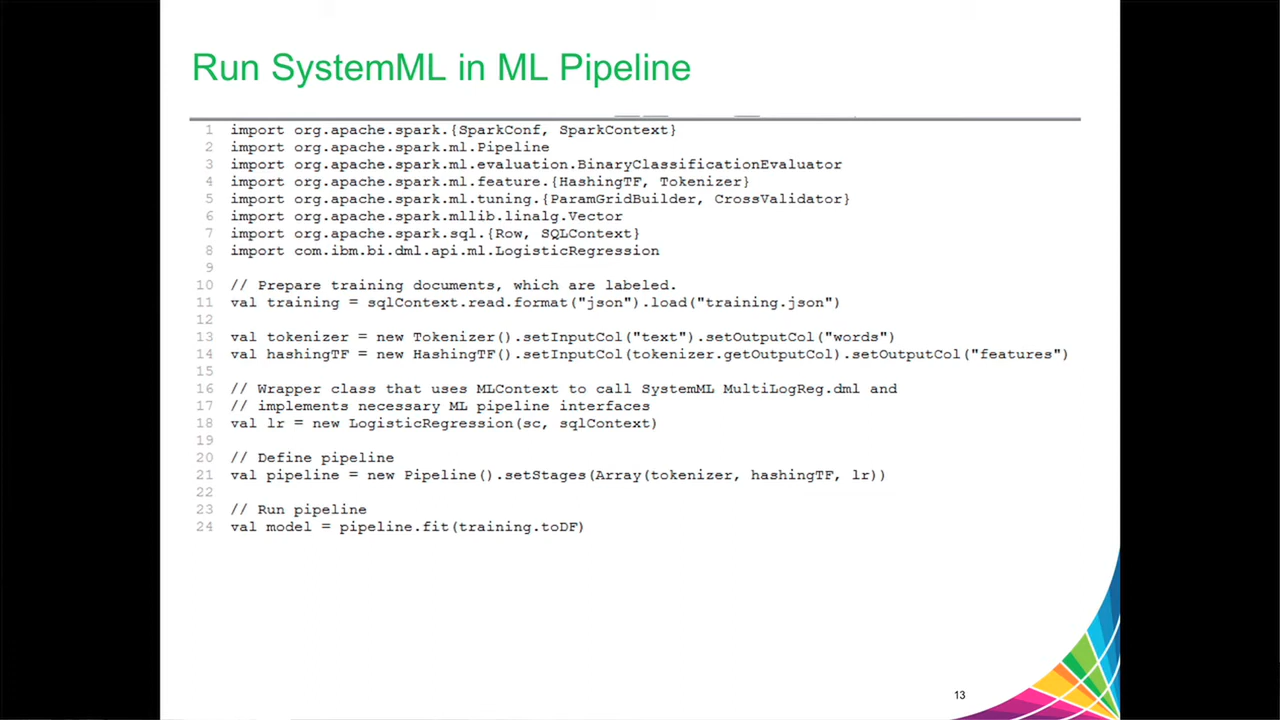 Run SystemML in ML Pipeline
1 import org.apache.spark.{SparkConf, SparkContext}
2 import org.apache.spark.ml.Pipeline
3 import org.apache.spark.ml.evaluation.BinaryClassificationEvaluator
4 import org.apache.spark.ml.feature.{HashingTF, Tokenizer}
5 import org.apache.spark.ml.tuning.{ParamGridBuilder, CrossValidator}
6 import org.apache.spark.mllib.linalg.Vector
7 import org.apache.spark.sql.{Row, SQLContext}
8 import com.ibm.bi.dml.api.ml.LogisticRegression
9
10 // Prepare training documents, which are labeled.
11 val training = sqlContext.read.format("json").load("training.json")
12
13 val tokenizer = new Tokenizer().setInputCol("text").setOutputCol("words")
14 val hashingTF = new HashingTF().setInputCol(tokenizer.getOutputCol).setOutputCol("features")
15
16 // Wrapper class that uses MLContext to call SystemML MultiLogReg.dml and
17 // implements necessary ML pipeline interfaces
18 val lr = new LogisticRegression(sc, sqlContext)
19
20 // Define pipeline
21 val pipeline = new Pipeline().setStages(Array(tokenizer, hashingTF, lr))
22
23 // Run pipeline
24 val model = pipeline.fit(training.toDF)
13